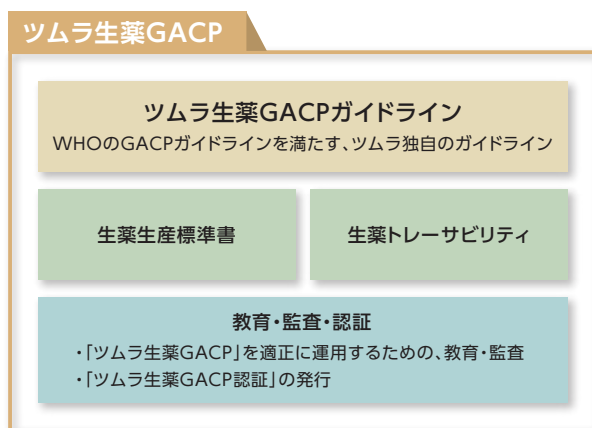 ツムラ生薬GACP
ツムラ生薬GACPガイドライン
WHOのGACPガイドラインを満たす、ツムラ独自のガイドライン
生薬生産標準書
生薬トレーサビリティ
教育・監査・認証
・「ツムラ生薬GACP」を適正に運用するための、教育・監査
・「ツムラ生薬GACP認証」の発行